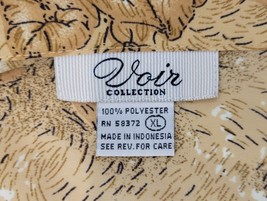 Voir
COLLECTION
100% POLYESTER
RN 58372 XL
MADE IN INDONESIA
SEE REV. FOR CARE